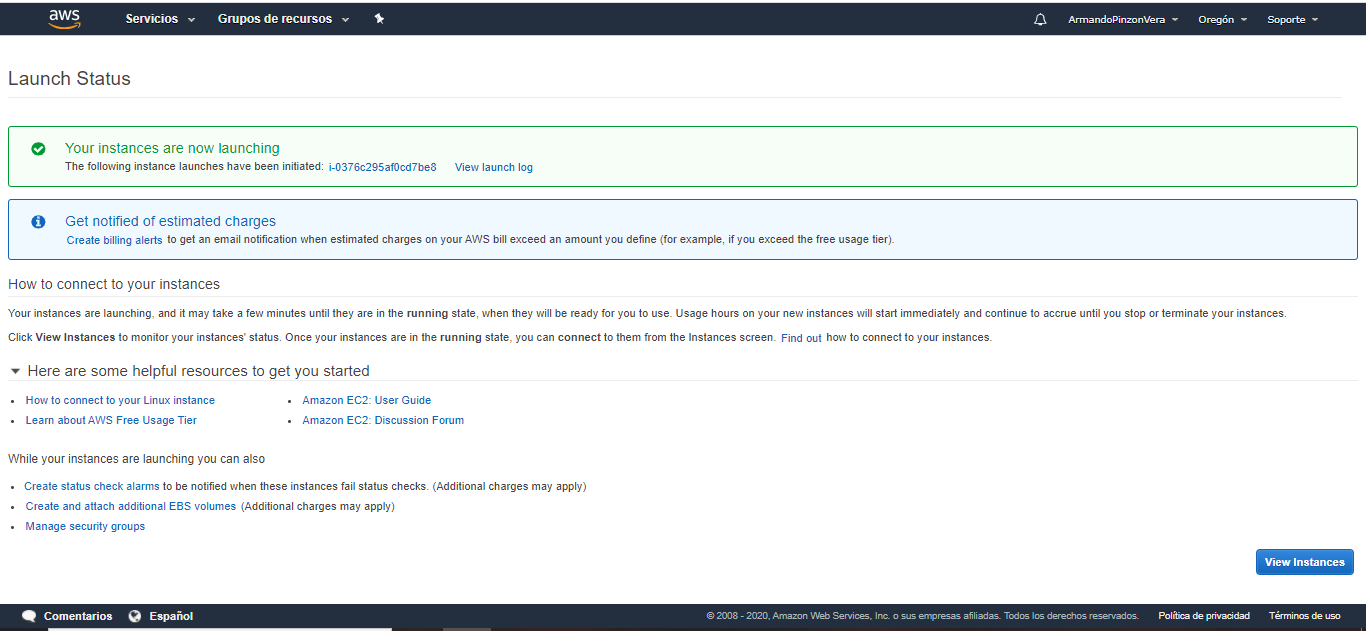 aws Servicios Grupos de recursos ArmandoPinzonVera Oregón Soporte
Launch Status
Your instances are now launching
The following instance launches have been initiated: i-0376c295af0cd7be8 View launch log
Get notified of estimated charges
Create billing alerts to get an email notification when estimated charges on your AWS bill exceed an amount you define (for example, if you exceed the free usage tier).
How to connect to your instances
Your instances are launching, and it may take a few minutes until they are in the running state, when they will be ready for you to use. Usage hours on your new instances will start immediately and continue to accrue until you stop or terminate your instances.
Click View Instances to monitor your instances' status. Once your instances are in the running state, you can connect to them from the Instances screen. Find out how to connect to your instances.
Here are some helpful resources to get you started
• How to connect to your Linux instance
• Learn about AWS Free Usage Tier
• Amazon EC2: User Guide
• Amazon EC2: Discussion Forum
While your instances are launching you can also
• Create status check alarms to be notified when these instances fail status checks. (Additional charges may apply)
• Create and attach additional EBS volumes (Additional charges may apply)
• Manage security groups
View Instances
Comentarios Español © 2008 - 2020, Amazon Web Services, Inc. o sus empresas afiliadas. Todos los derechos reservados. Política de privacidad Términos de uso